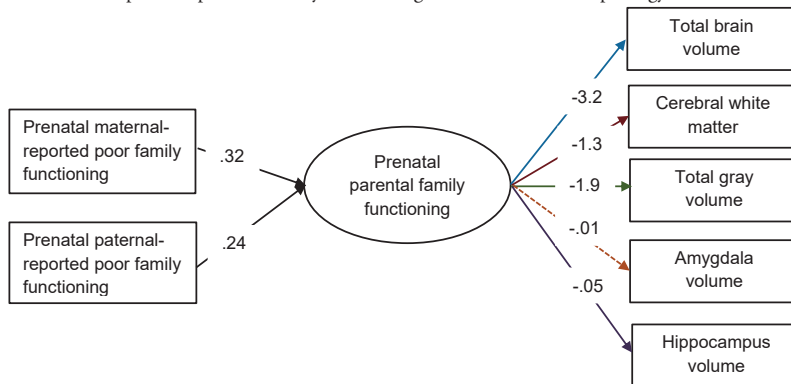 Total brain
volume
-3.2
Cerebral white
matter
-1.3
Prenatal maternal-
reported poor family
functioning
.32
Prenatal
parental family
functioning
-1.9
Total gray
volume
-.01
.24
Prenatal paternal-
reported poor family
functioning
Amygdala
volume
-.05
Hippocampus
volume